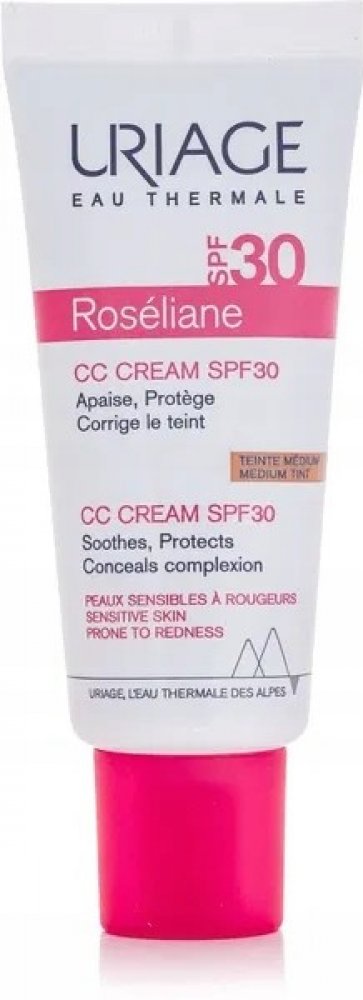 URIAGE
EAU THERMALE
SPF30
Roséliane
CC CREAM SPF30
Apaise, Protège
Corrige le teint
TEINTE MÉDIUM
MEDIUM TINT
CC CREAM SPF30
Soothes, Protects
Conceals complexion
PEAUX SENSIBLES À ROUGEURS
SENSITIVE SKIN
PRONE TO REDNESS
URIAGE, L'EAU THERMALE DES ALPES